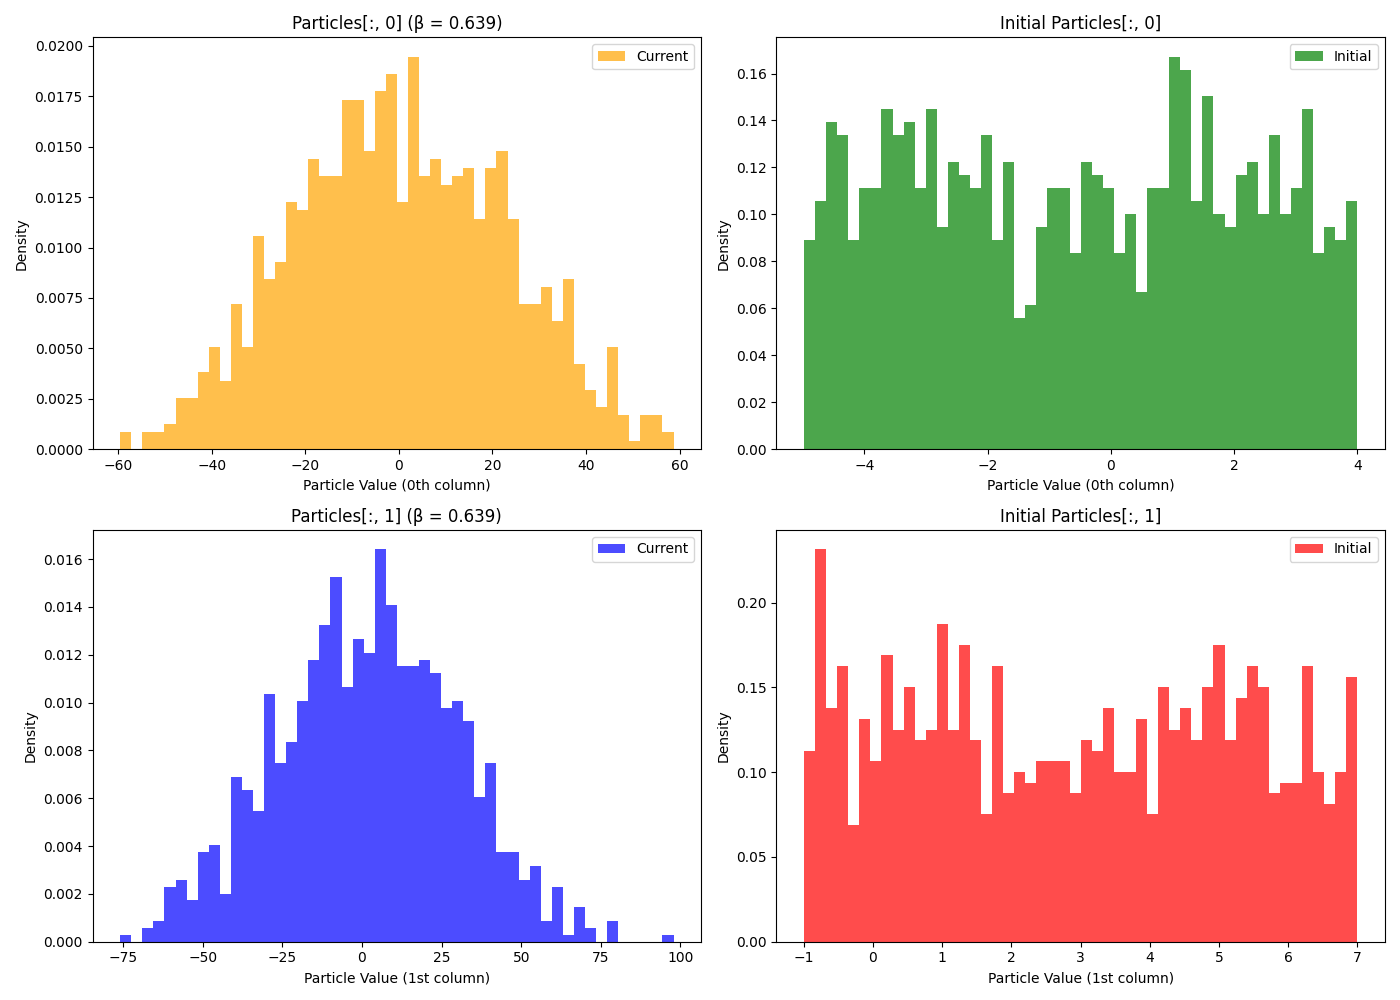 Particles[:, 0] (β = 0.639)
Current
Density
0.0200
0.0175
0.0150
0.0125
0.0100
0.0075
0.0050
0.0025
0.0000
−60 −40 −20 0 20 40 60
Particle Value (0th column)
Initial Particles[:, 0]
Initial
Density
0.16
0.14
0.12
0.10
0.08
0.06
0.04
0.02
0.00
−4 −2 0 2 4
Particle Value (0th column)
Particles[:, 1] (β = 0.639)
Current
Density
0.016
0.014
0.012
0.010
0.008
0.006
0.004
0.002
0.000
−75 −50 −25 0 25 50 75 100
Particle Value (1st column)
Initial Particles[:, 1]
Initial
Density
0.20
0.15
0.10
0.05
0.00
−1 0 1 2 3 4 5 6 7
Particle Value (1st column)